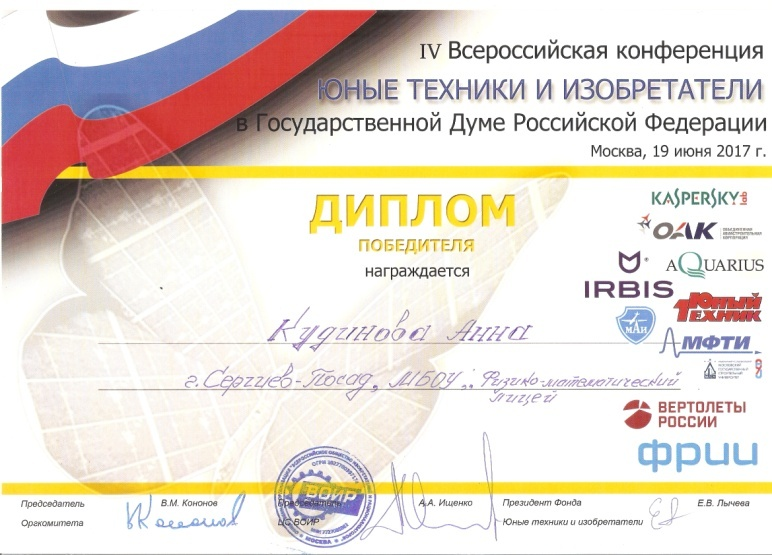 IV Всероссийская конференция
ЮНЫЕ ТЕХНИКИ И ИЗОБРЕТАТЕЛИ
в Государственной Думе Российской Федерации
Москва, 19 июня 2017 г.
ДИПЛОМ
ПОБЕДИТЕЛЯ
награждается
KASPERSKY lab
ОАК
ОБЪЕДИНЕННАЯ АВИАСТРОИТЕЛЬНАЯ КОРПОРАЦИЯ
AQUARIUS
IRBIS
Юный Техник
МАИ
МФТИ
ВЕРТОЛЕТЫ РОССИИ
фрии
Кудинова Анна
г. Сергиев-Посад, МБОУ „Физико-математический
лицей
ВОИР
МОСКВА
Председатель В.М. Кононов Председатель А.А. Ищенко Президент Фонда Е.В. Лычева
Оргкомитета ЦС ВОИР Юные техники и изобретатели